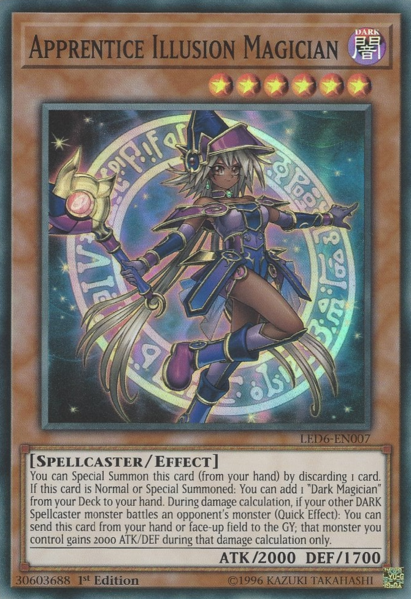 APPRENTICE ILLUSION MAGICIAN
DARK
闇
LED6-EN007
[SPELLCASTER/EFFECT]
You can Special Summon this card (from your hand) by discarding 1 card.
If this card is Normal or Special Summoned: You can add 1 "Dark Magician"
from your Deck to your hand. During damage calculation, if your other DARK
Spellcaster monster battles an opponent's monster (Quick Effect): You can
send this card from your hand or face-up field to the GY; that monster you
control gains 2000 ATK/DEF during that damage calculation only.
ATK/2000 DEF/1700
30603688 1st Edition ©1996 KAZUKI TAKAHASHI